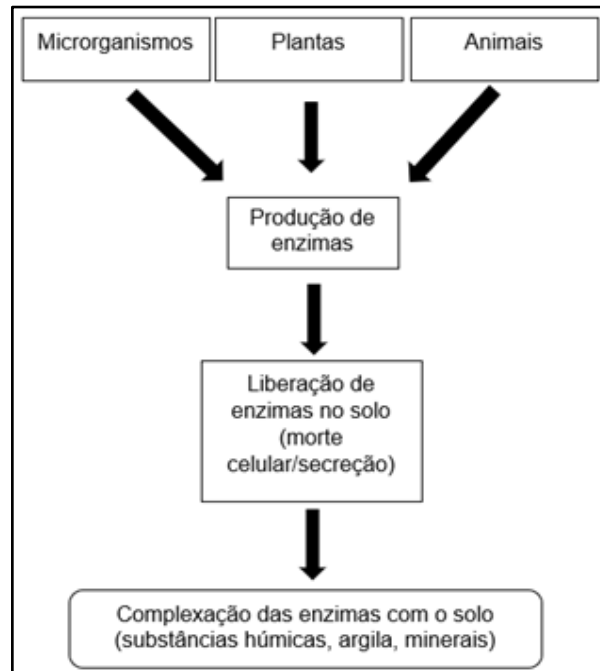 Microrganismos
Plantas
Animais
Produção de
enzimas
Liberação de
enzimas no solo
(morte
celular/secreção)
Complexação das enzimas com o solo
(substâncias húmicas, argila, minerais)